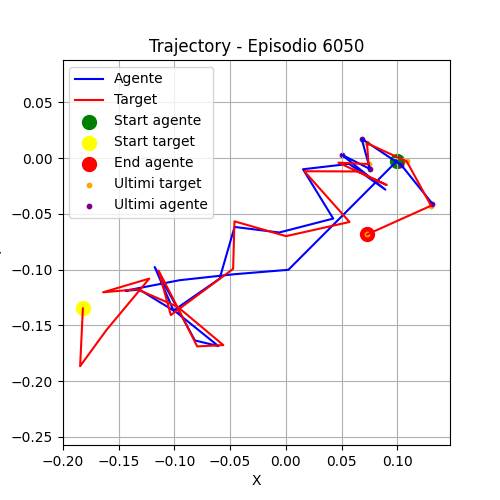 Trajectory - Episodio 6050
Agente
Target
Start agente
Start target
End agente
Ultimi target
Ultimi agente
0.05
0.00
−0.05
−0.10
−0.15
−0.20
−0.25
−0.20
−0.15
−0.10
−0.05
0.00
0.05
0.10
X